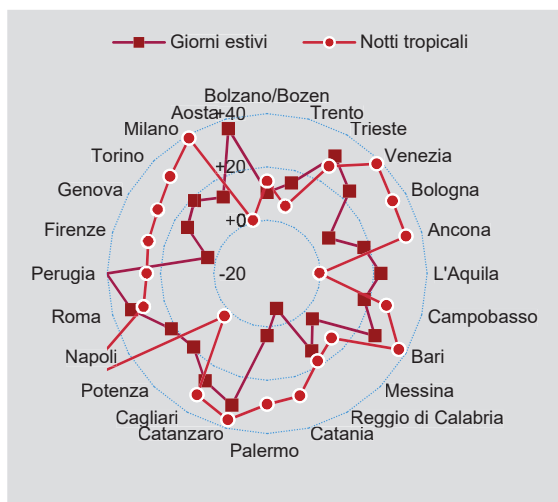 Giorni estivi
Notti tropicali
Bolzano/Bozen
Aosta
+40
Trento
Milano
Trieste
Torino
Venezia
+20
Genova
Bologna
Firenze
+0
Ancona
Perugia
-20
L'Aquila
Roma
Campobasso
Napoli
Bari
Potenza
Messina
Cagliari
Reggio di Calabria
Catanzaro
Catania
Palermo